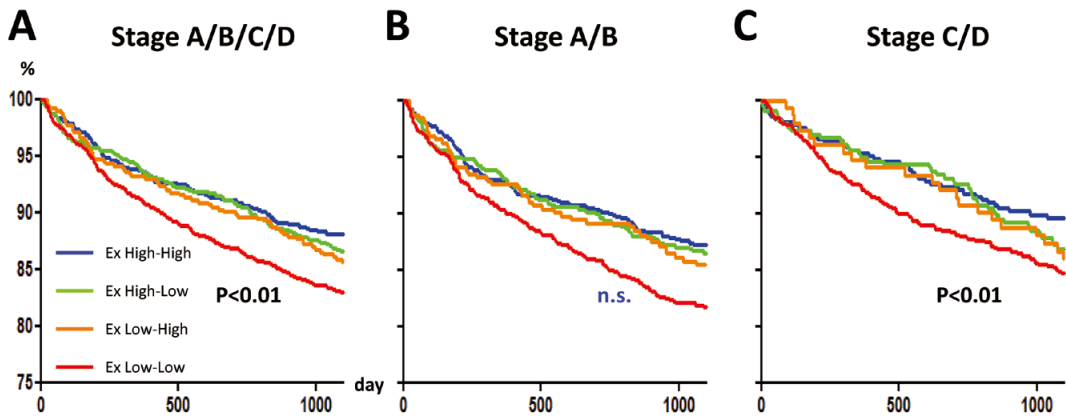 A Stage A/B/C/D
B Stage A/B
C Stage C/D
%
100
95
90
85
80
75
Ex High-High
Ex High-Low
Ex Low-High
Ex Low-Low
P<0.01
n.s.
P<0.01
0 500 1000
day
0 500 1000
0 500 1000